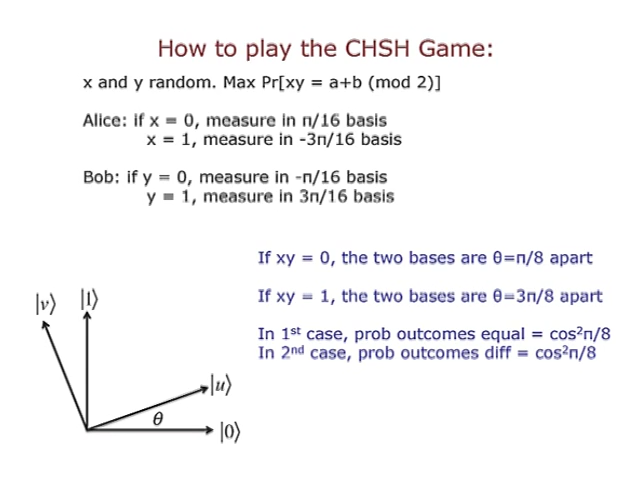 How to play the CHSH Game:
x and y random. Max Pr[xy = a+b (mod 2)]
Alice: if x = 0, measure in π/16 basis
x = 1, measure in -3π/16 basis
Bob: if y = 0, measure in -π/16 basis
y = 1, measure in 3π/16 basis
If xy = 0, the two bases are θ=π/8 apart
If xy = 1, the two bases are θ=3π/8 apart
In 1st case, prob outcomes equal = cos²π/8
In 2nd case, prob outcomes diff = cos²π/8
|v⟩ |1⟩
|u⟩
θ
|0⟩